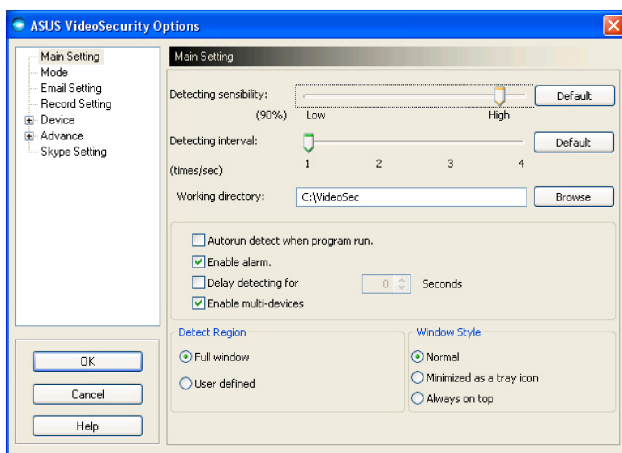 ASUS VideoSecurity Options
Main Setting
Mode
Email Setting
Record Setting
Device
Advance
Skype Setting
OK
Cancel
Help
Main Setting
Detecting sensibility:
(90%)
Low
High
Default
Detecting interval:
(times/sec)
1 2 3 4
Default
Working directory:
C:\VideoSec
Browse
Autorun detect when program run.
Enable alarm.
Delay detecting for 0 Seconds
Enable multi-devices
Detect Region
Full window
User defined
Window Style
Normal
Minimized as a tray icon
Always on top